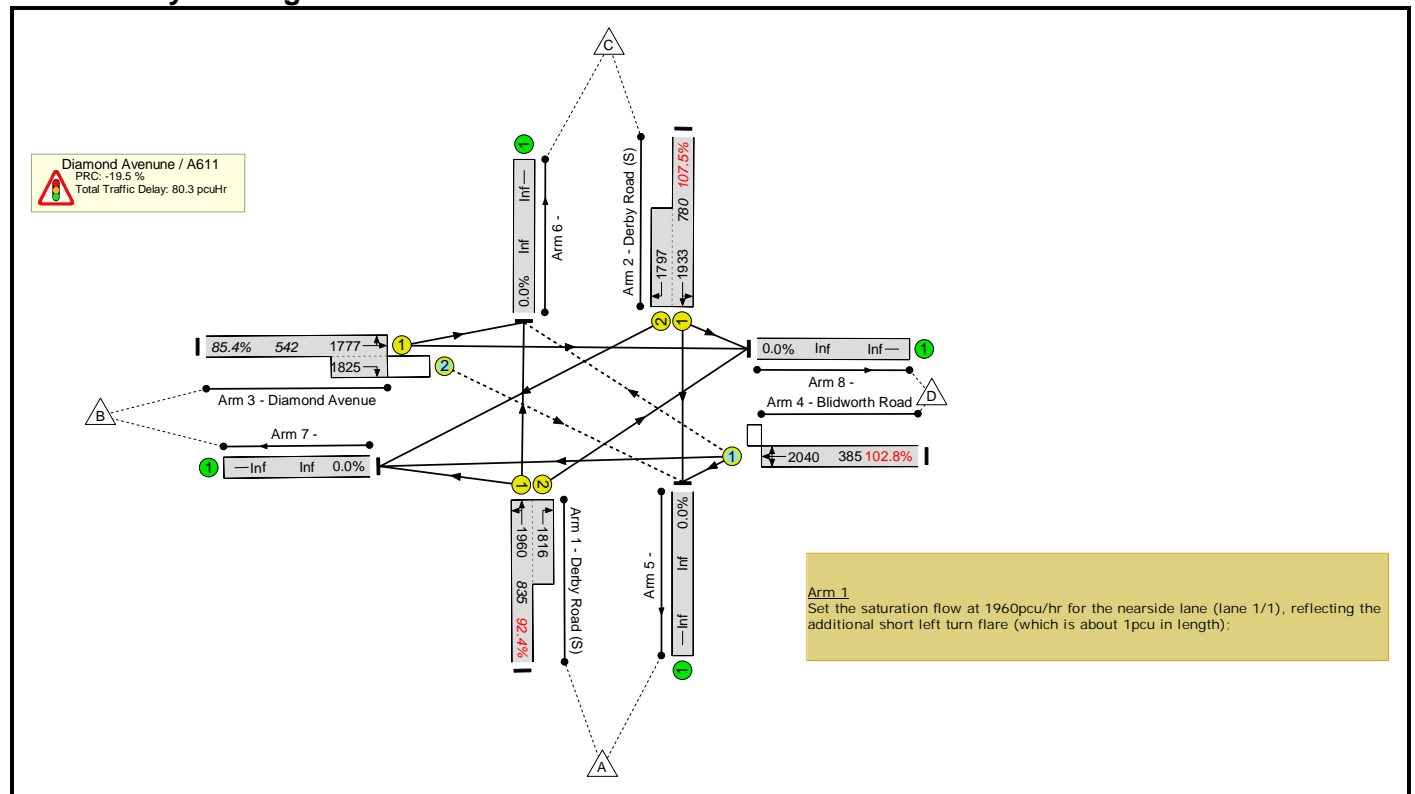 C
Diamond Avenune / A611
PRC: -19.5 %
Total Traffic Delay: 80.3 pcuHr
1
Inf
Inf
0.0%
Arm 6 -
Arm 2 - Derby Road (S)
107.5%
780
1797
1933
2
1
85.4% 542 1777
1825
1
2
Arm 3 - Diamond Avenue
B
Arm 7 -
1
Inf Inf 0.0%
0.0% Inf Inf
1
Arm 8 -
Arm 4 - Blidworth Road
D
1
2040 385 102.8%
1
2
1960
1816
835
92.4%
Arm 1 - Derby Road (S)
Arm 5 -
0.0%
Inf
Inf
1
A
Arm 1
Set the saturation flow at 1960pcu/hr for the nearside lane (lane 1/1), reflecting the
additional short left turn flare (which is about 1pcu in length);